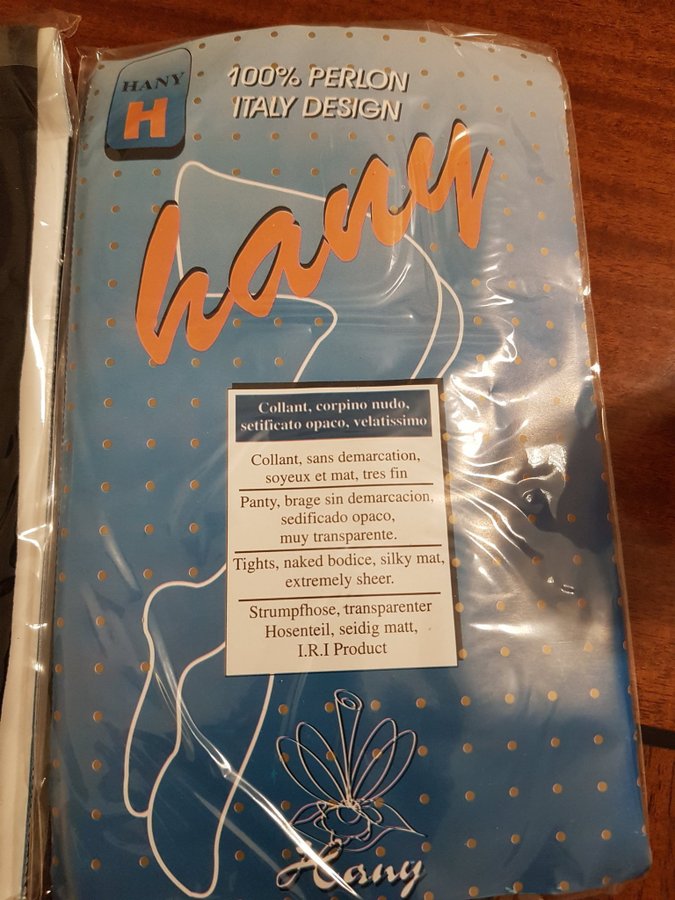 HANY
H
100% PERLON
ITALY DESIGN
hany
Collant, corpino nudo,
setificato opaco, velatissimo
Collant, sans demarcation,
soyeux et mat, tres fin
Panty, brage sin demarcacion,
sedificado opaco,
muy transparente.
Tights, naked bodice, silky mat,
extremely sheer.
Strumpfhose, transparenter
Hosenteil, seidig matt,
I.R.I Product
Hany